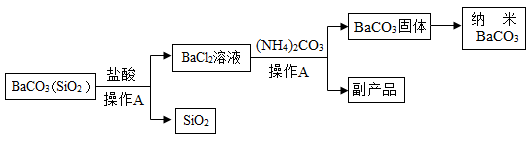 BaCO3(SiO2)
盐酸
操作A
BaCl2溶液
SiO2
(NH4)2CO3
操作A
BaCO3固体
副产品
纳 米
BaCO3